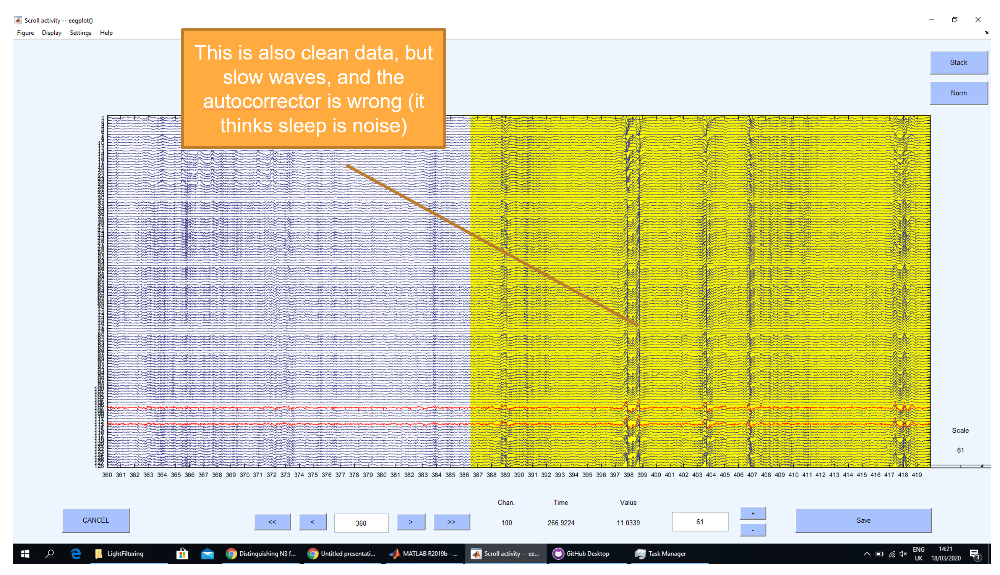 Scroll activity -- eegplot()
Figure Display Settings Help
This is also clean data, but
slow waves, and the
autocorrector is wrong (it
thinks sleep is noise)
Stack
Norm
Scale
61
128
360 361 362 363 364 365 366 367 368 369 370 371 372 373 374 375 376 377 378 379 380 381 382 383 384 385 386 387 388 389 390 391 392 393 394 395 396 397 398 399 400 401 402 403 404 405 406 407 408 409 410 411 412 413 414 415 416 417 418 419
Chan. Time Value
CANCEL << < 360 > >> 100 266.9224 11.0339 61 + - Save
LightFiltering Distinguishing N3 f... Untitled presentati... MATLAB R2019b - ... Scroll activity -- ee... GitHub Desktop Task Manager
ENG 14:21
UK 18/03/2020 3